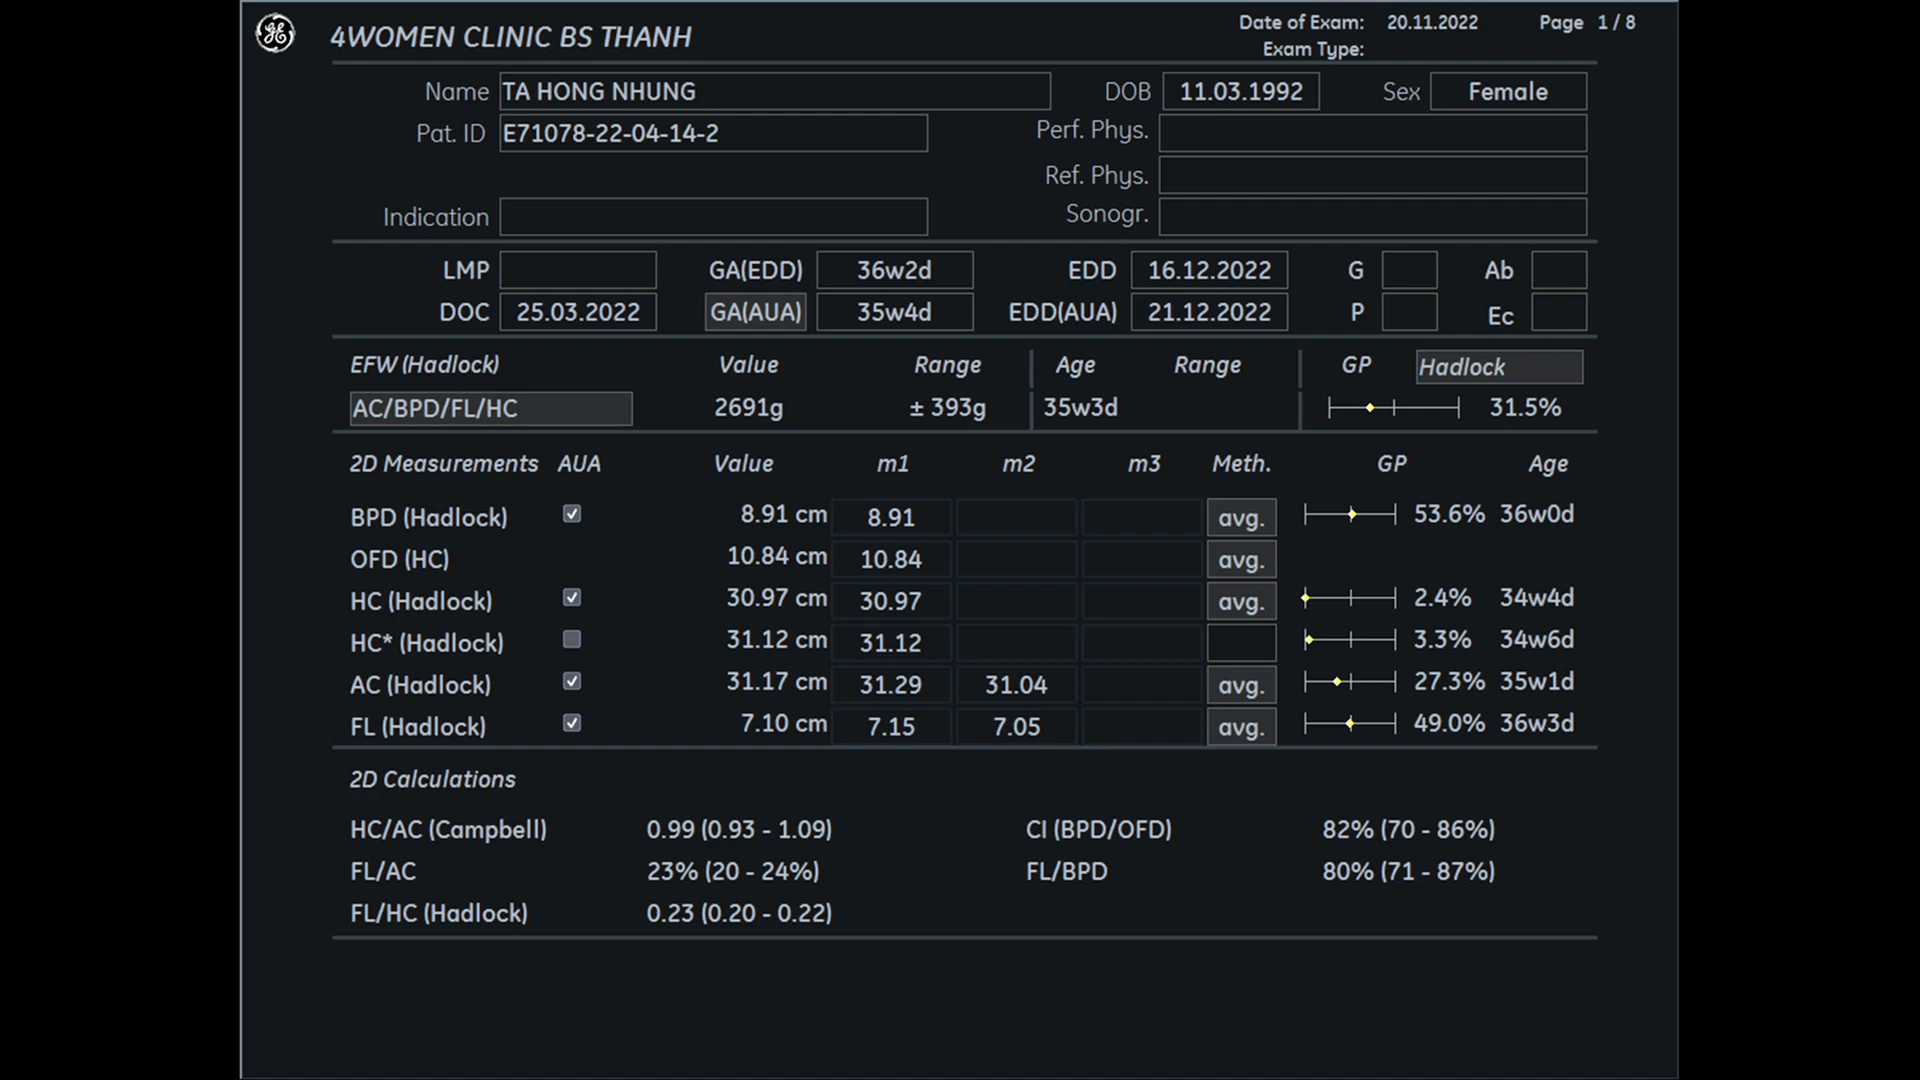 4WOMEN CLINIC BS THANH
Date of Exam: 20.11.2022 Page 1 / 8
Exam Type:
Name TA HONG NHUNG DOB 11.03.1992 Sex Female
Pat. ID E71078-22-04-14-2 Perf. Phys.
Ref. Phys.
Indication Sonogr.
LMP GA(EDD) 36w2d EDD 16.12.2022 G Ab
DOC 25.03.2022 GA(AUA) 35w4d EDD(AUA) 21.12.2022 P Ec
EFW (Hadlock) Value Range Age Range GP Hadlock
AC/BPD/FL/HC 2691g ± 393g 35w3d 31.5%
2D Measurements AUA Value m1 m2 m3 Meth. GP Age
BPD (Hadlock) 8.91 cm 8.91 avg. 53.6% 36w0d
OFD (HC) 10.84 cm 10.84 avg.
HC (Hadlock) 30.97 cm 30.97 avg. 2.4% 34w4d
HC* (Hadlock) 31.12 cm 31.12 3.3% 34w6d
AC (Hadlock) 31.17 cm 31.29 31.04 avg. 27.3% 35w1d
FL (Hadlock) 7.10 cm 7.15 7.05 avg. 49.0% 36w3d
2D Calculations
HC/AC (Campbell) 0.99 (0.93 - 1.09) CI (BPD/OFD) 82% (70 - 86%)
FL/AC 23% (20 - 24%) FL/BPD 80% (71 - 87%)
FL/HC (Hadlock) 0.23 (0.20 - 0.22)